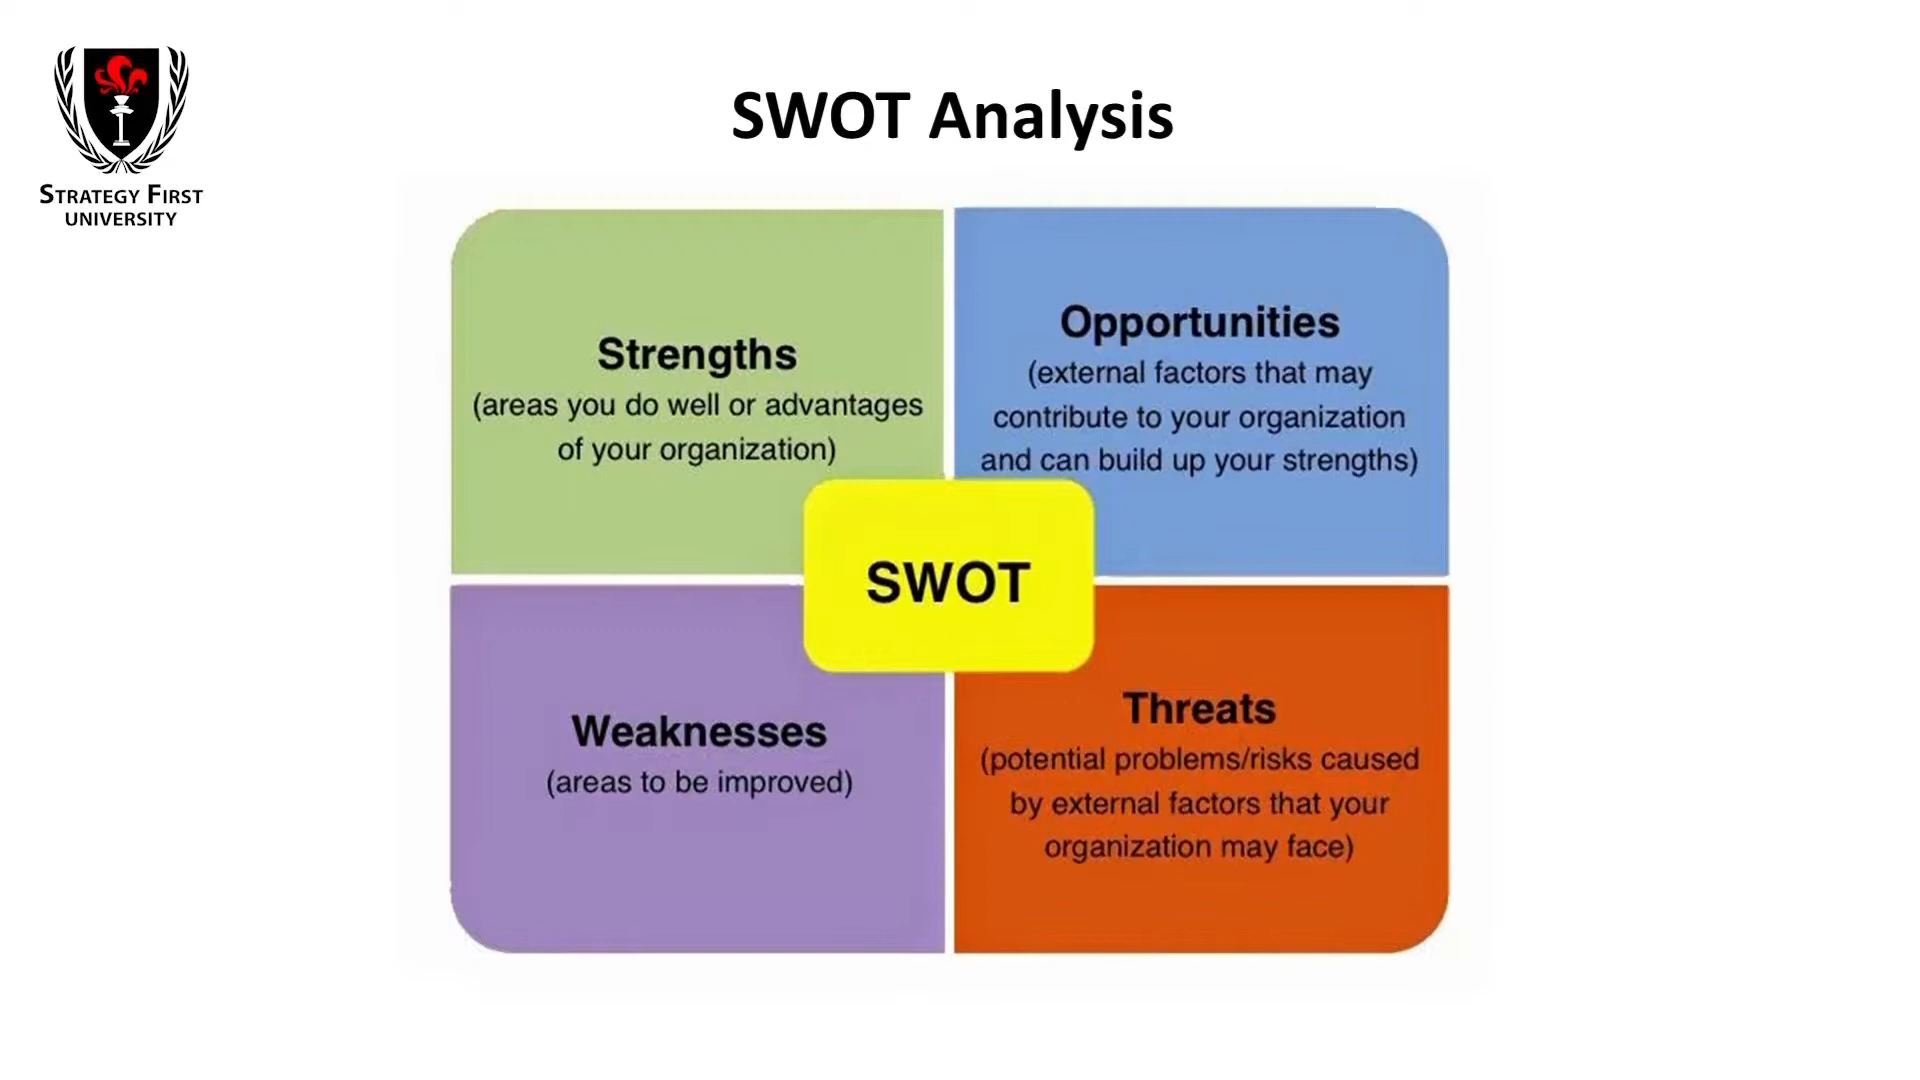 STRATEGY FIRST
UNIVERSITY
SWOT Analysis
Strengths
(areas you do well or advantages
of your organization)
Opportunities
(external factors that may
contribute to your organization
and can build up your strengths)
SWOT
Weaknesses
(areas to be improved)
Threats
(potential problems/risks caused
by external factors that your
organization may face)